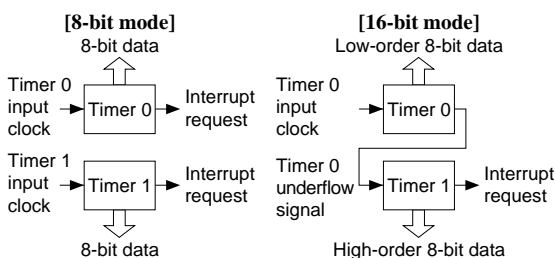 [8-bit mode]
8-bit data
Timer 0
input
clock
Timer 0
Interrupt
request
Timer 1
input
clock
Timer 1
Interrupt
request
8-bit data
[16-bit mode]
Low-order 8-bit data
Timer 0
input
clock
Timer 0
Timer 0
underflow
signal
Timer 1
Interrupt
request
High-order 8-bit data